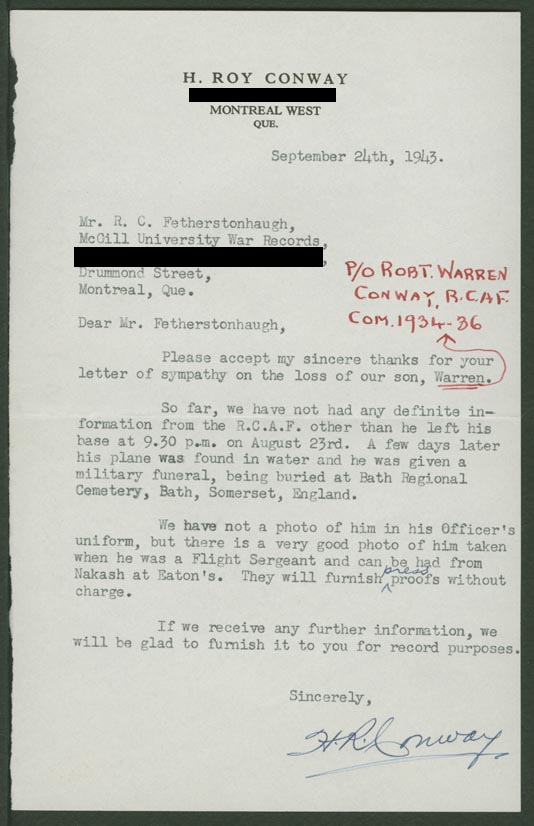 H. ROY CONWAY
MONTREAL WEST
QUE.
September 24th, 1943.
Mr. R. C. Fetherstonhaugh,
McGill University War Records,
Drummond Street,
Montreal, Que.
P/O ROBT. WARREN
CONWAY, R.C.A.F.
COM. 1934-36
Dear Mr. Fetherstonhaugh,
Please accept my sincere thanks for your
letter of sympathy on the loss of our son, Warren.
So far, we have not had any definite in-
formation from the R.C.A.F. other than he left his
base at 9.30 p.m. on August 23rd. A few days later
his plane was found in water and he was given a
military funeral, being buried at Bath Regional
Cemetery, Bath, Somerset, England.
We have not a photo of him in his Officer's
uniform, but there is a very good photo of him taken
when he was a Flight Sergeant and can be had from
Nakash at Eaton's. They will furnish press proofs without
charge.
If we receive any further information, we
will be glad to furnish it to you for record purposes.
Sincerely,
H.R. Conway